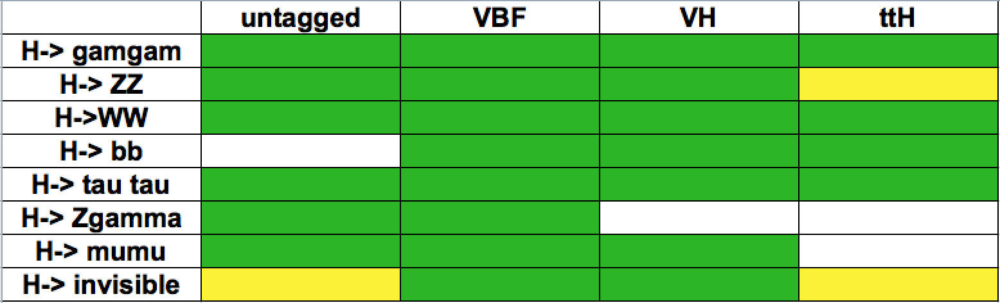 untagged VBF VH ttH
H-> gamgam
H-> ZZ
H->WW
H-> bb
H-> tau tau
H-> Zgamma
H-> mumu
H-> invisible